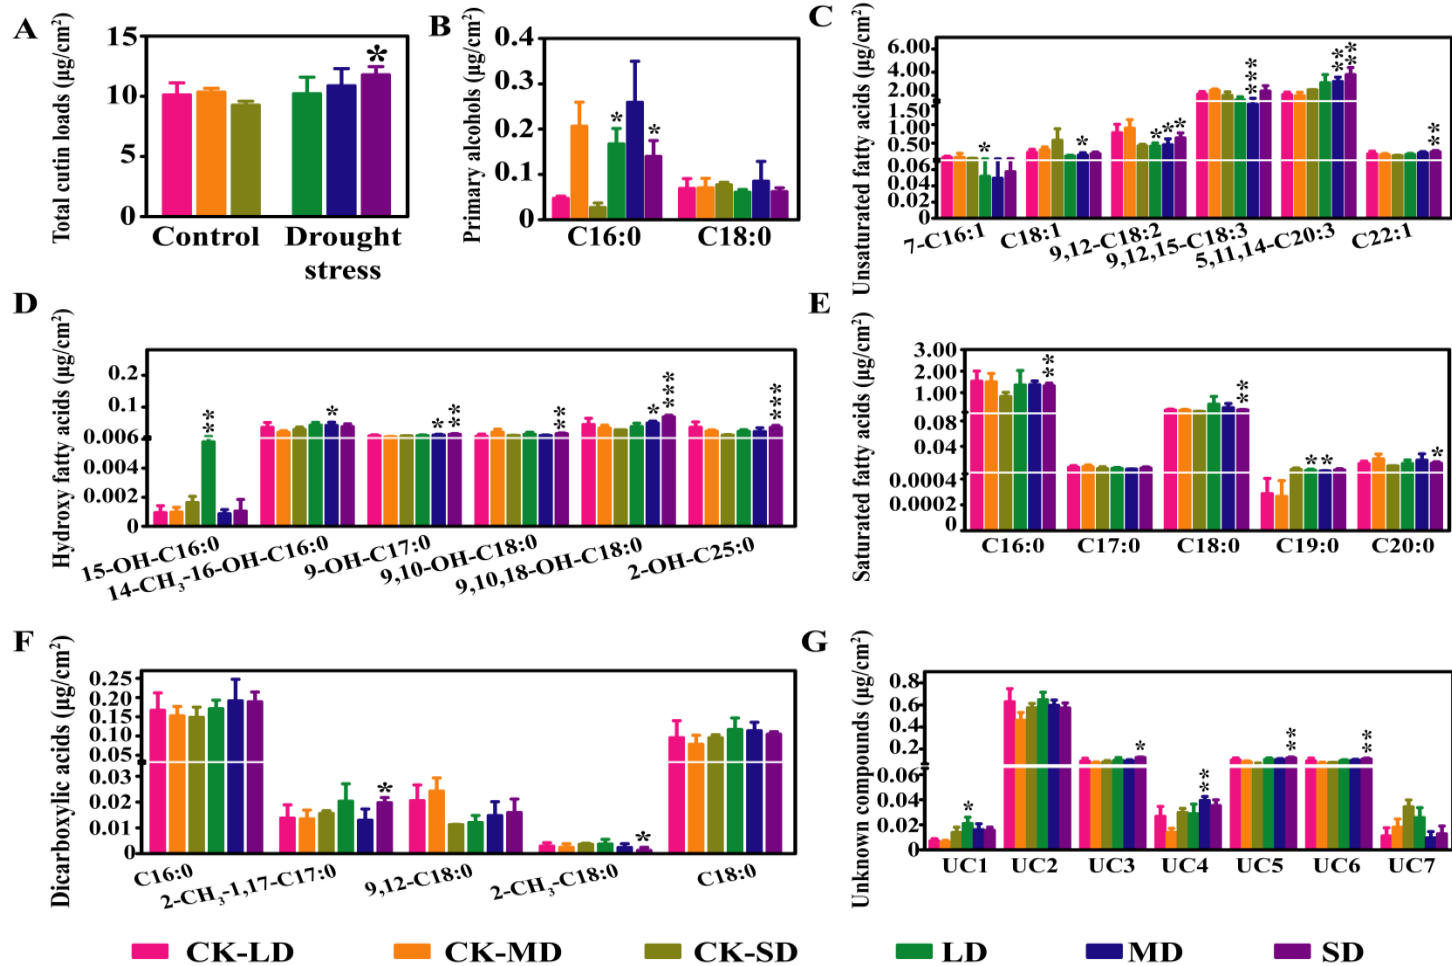 A
Total cutin loads (μg/cm²)
15
10
5
0
*
Control
Drought
stress
B
Primary alcohols (μg/cm²)
0.4
0.3
0.2
0.1
0
* *
C16:0
C18:0
C
Unsaturated fatty acids (μg/cm²)
6.00
4.00
2.00
1.50
1.00
0.50
0.06
0.04
0.02
0
* * ** ** *** ** ** **
7-C16:1
C18:1
9,12-C18:2
9,12,15-C18:3
5,11,14-C20:3
C22:1
D
Hydroxy fatty acids (μg/cm²)
0.2
0.1
0.006
0.004
0.002
0
** * * ** ** * *** ***
15-OH-C16:0
14-CH₃-16-OH-C16:0
9-OH-C17:0
9,10-OH-C18:0
9,10,18-OH-C18:0
2-OH-C25:0
E
Saturated fatty acids (μg/cm²)
3.00
2.00
1.00
0.08
0.04
0.0004
0.0002
0
** ** * * *
C16:0
C17:0
C18:0
C19:0
C20:0
F
Dicarboxylic acids (μg/cm²)
0.25
0.15
0.10
0.05
0.03
0.02
0.01
0
* *
C16:0
2-CH₃-1,17-C17:0
9,12-C18:0
2-CH₃-C18:0
C18:0
G
Unknown compounds (μg/cm²)
0.8
0.6
0.4
0.2
0.06
0.04
0.02
0
* * ** ** **
UC1
UC2
UC3
UC4
UC5
UC6
UC7
CK-LD
CK-MD
CK-SD
LD
MD
SD